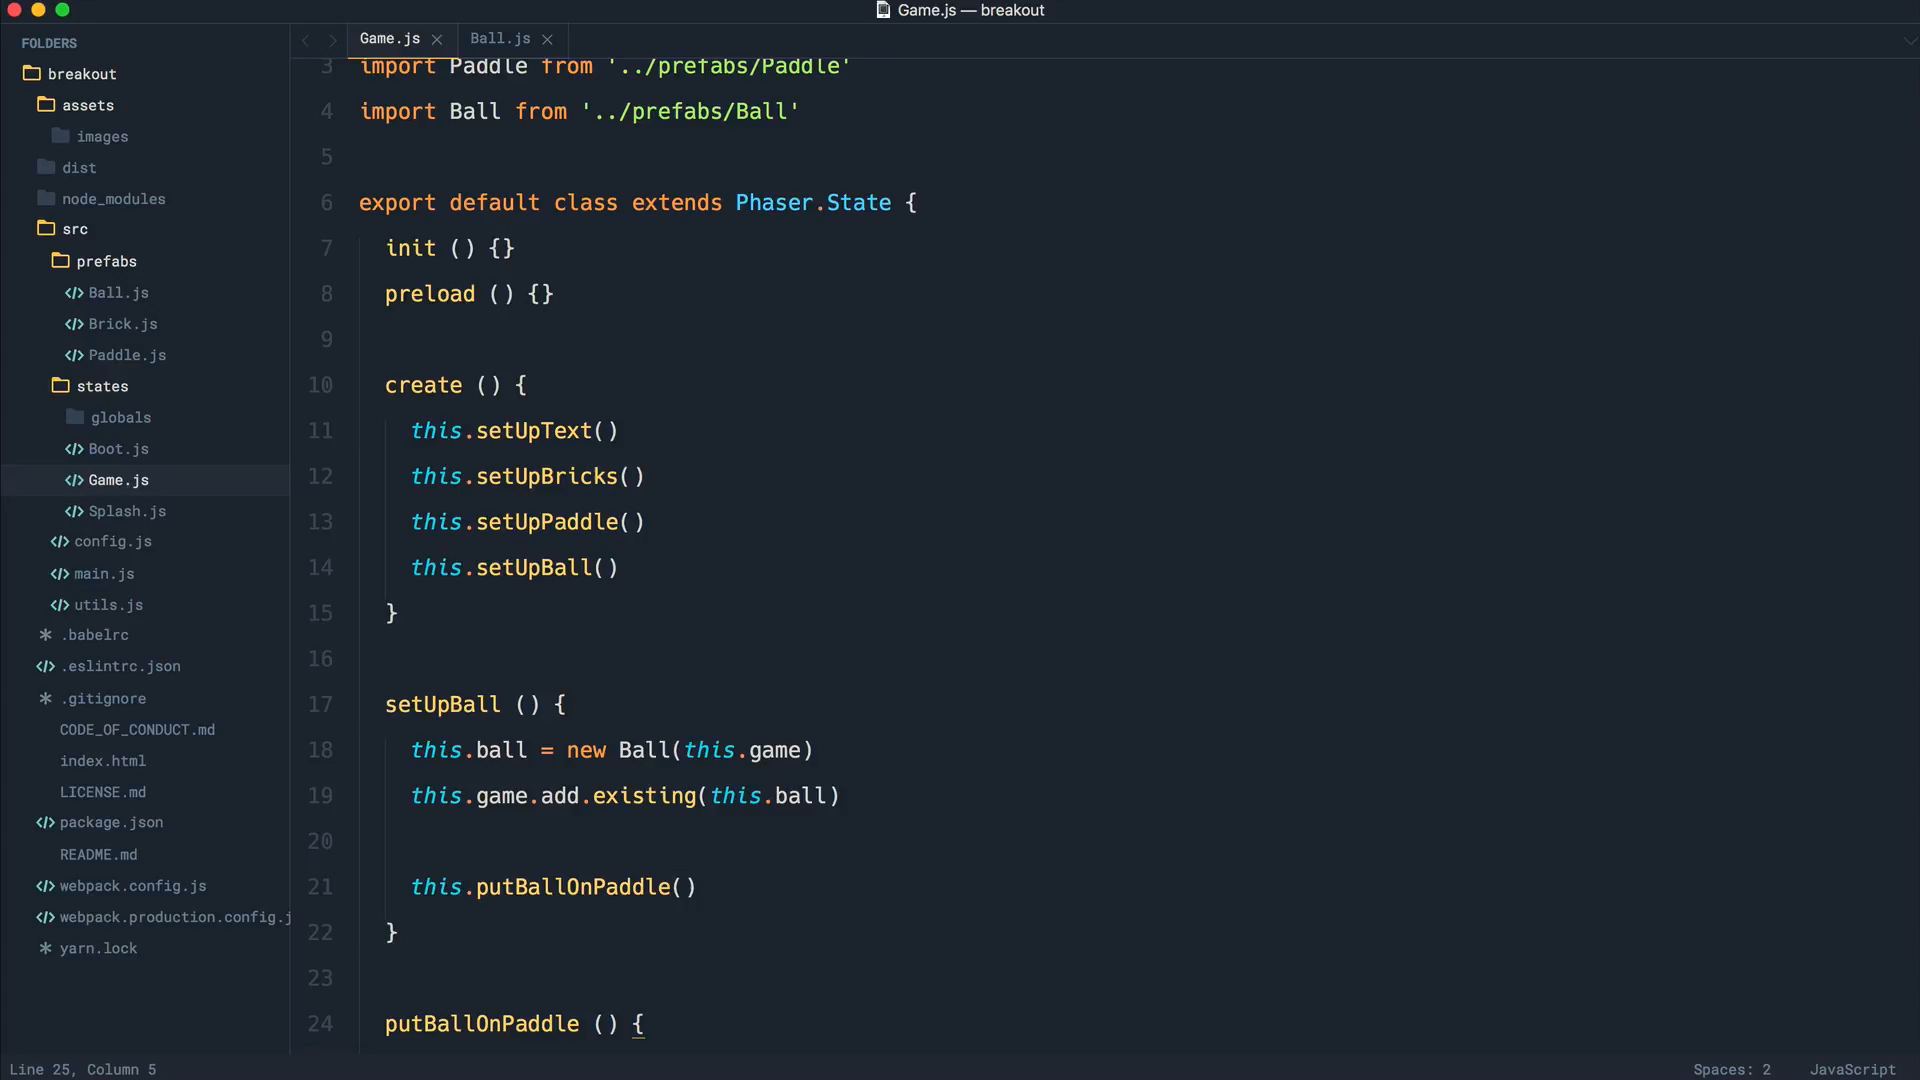 Game.js — breakout
FOLDERS
breakout
assets
images
dist
node_modules
src
prefabs
Ball.js
Brick.js
Paddle.js
states
globals
Boot.js
Game.js
Splash.js
config.js
main.js
utils.js
.babelrc
.eslintrc.json
.gitignore
CODE_OF_CONDUCT.md
index.html
LICENSE.md
package.json
README.md
webpack.config.js
webpack.production.config.j
yarn.lock
Game.js Ball.js
3 import Paddle from '../prefabs/Paddle'
4 import Ball from '../prefabs/Ball'
5
6 export default class extends Phaser.State {
7 init () {}
8 preload () {}
9
10 create () {
11 this.setUpText()
12 this.setUpBricks()
13 this.setUpPaddle()
14 this.setUpBall()
15 }
16
17 setUpBall () {
18 this.ball = new Ball(this.game)
19 this.game.add.existing(this.ball)
20
21 this.putBallOnPaddle()
22 }
23
24 putBallOnPaddle () {
Line 25, Column 5
Spaces: 2 JavaScript